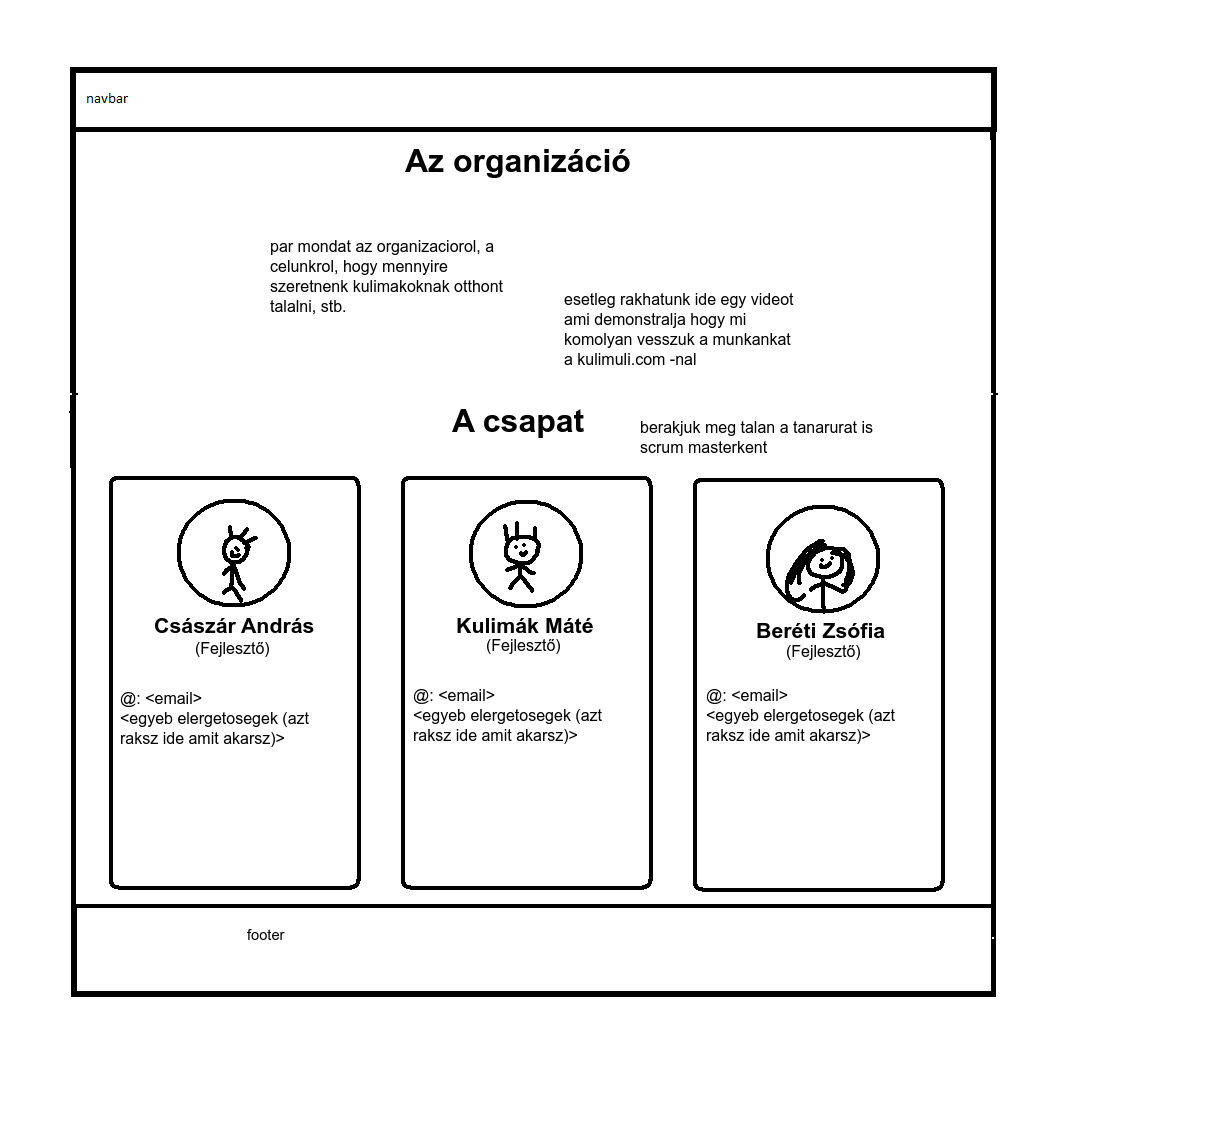 navbar
Az organizáció
par mondat az organizaciorol, a
celunkrol, hogy mennyire
szeretnenk kulimakoknak otthont
talalni, stb.
esetleg rakhatunk ide egy videot
ami demonstralja hogy mi
komolyan vesszuk a munkankat
a kulimuli.com -nal
A csapat
berakjuk meg talan a tanarurat is
scrum masterkent
Császár András
(Fejlesztő)
@: <email>
<egyeb elergetosegek (azt
raksz ide amit akarsz)>
Kulimák Máté
(Fejlesztő)
@: <email>
<egyeb elergetosegek (azt
raksz ide amit akarsz)>
Beréti Zsófia
(Fejlesztő)
@: <email>
<egyeb elergetosegek (azt
raksz ide amit akarsz)>
footer